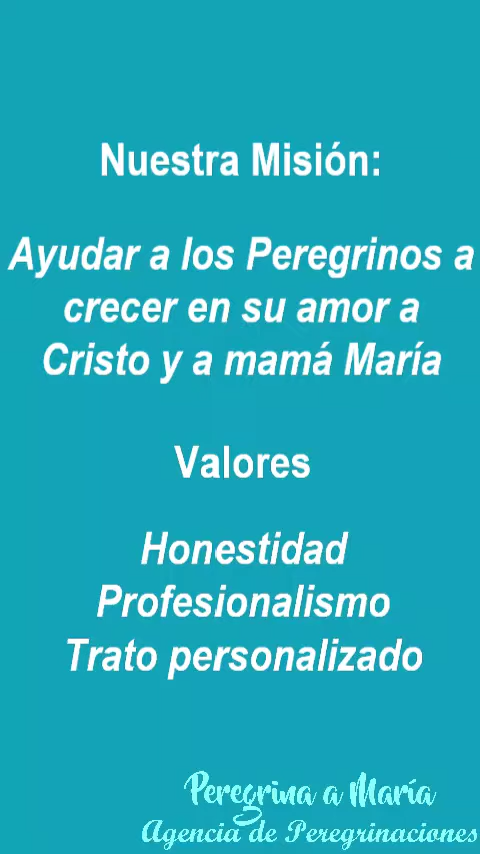 Nuestra Misión:
Ayudar a los Peregrinos a
crecer en su amor a
Cristo y a mamá María
Valores
Honestidad
Profesionalismo
Trato personalizado
Peregrina a María
Agencia de Peregrinaciones